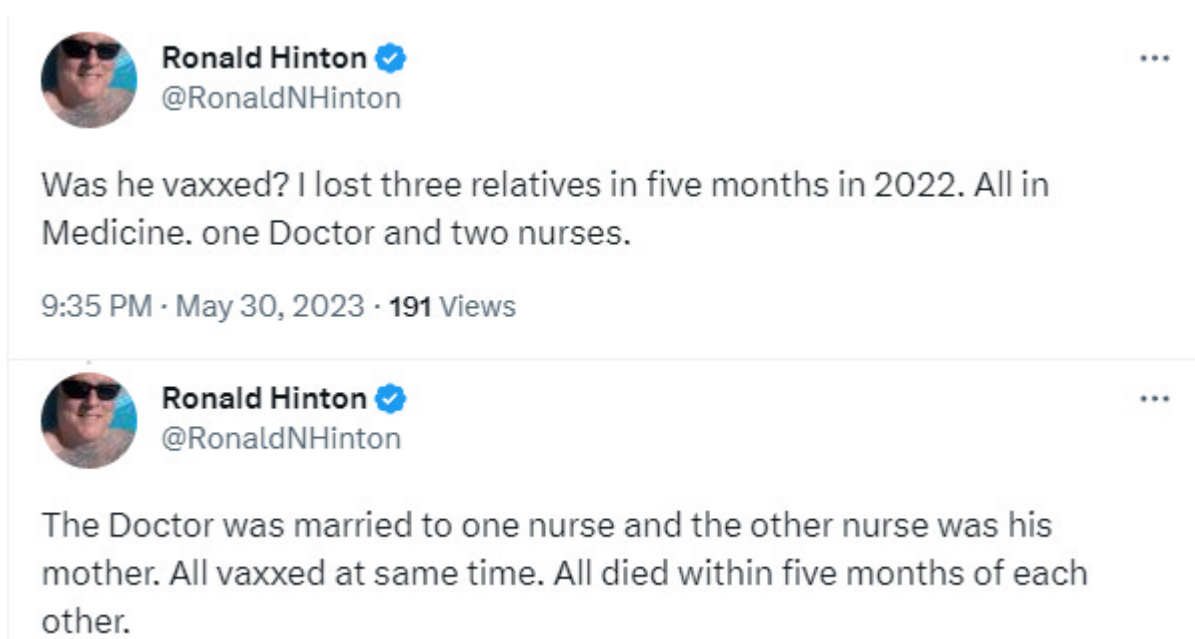 Ronald Hinton
@RonaldNHinton
Was he vaxxed? I lost three relatives in five months in 2022. All in
Medicine. one Doctor and two nurses.
9:35 PM · May 30, 2023 · 191 Views
Ronald Hinton
@RonaldNHinton
The Doctor was married to one nurse and the other nurse was his
mother. All vaxxed at same time. All died within five months of each
other.